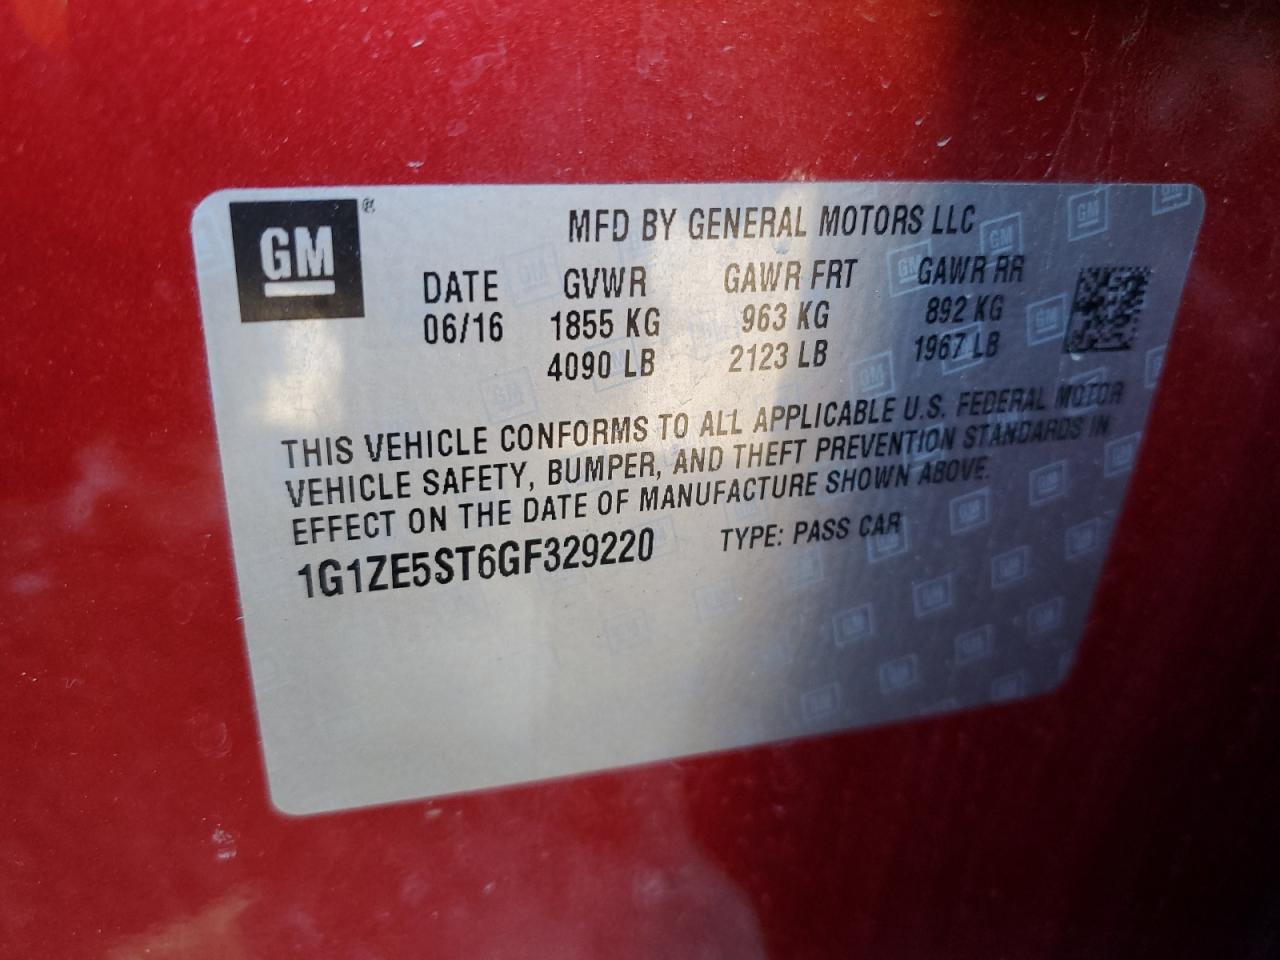 GM®
MFD BY GENERAL MOTORS LLC
DATE GVWR GAWR FRT GAWR RR
06/16 1855 KG 963 KG 892 KG
4090 LB 2123 LB 1967 LB
THIS VEHICLE CONFORMS TO ALL APPLICABLE U.S. FEDERAL MOTOR
VEHICLE SAFETY, BUMPER, AND THEFT PREVENTION STANDARDS IN
EFFECT ON THE DATE OF MANUFACTURE SHOWN ABOVE.
1G1ZE5ST6GF329220 TYPE: PASS CAR